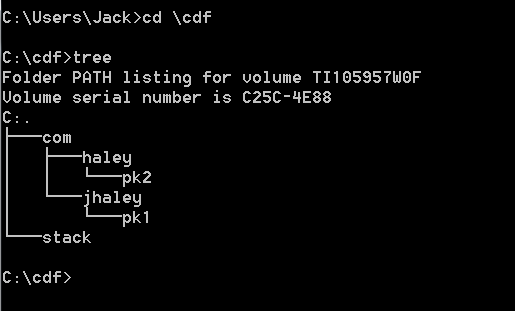 C:\Users\Jack>cd \cdf
C:\cdf>tree
Folder PATH listing for volume TI105957W0F
Volume serial number is C25C-4E88
C:.
├───com
│   ├───haley
│   │   └───pk2
│   └───jhaley
│       └───pk1
└───stack
C:\cdf>